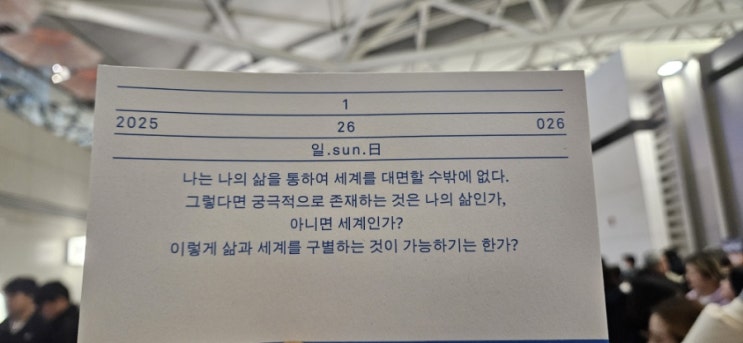 1
2025 26 026
일.sun.日
나는 나의 삶을 통하여 세계를 대면할 수밖에 없다.
그렇다면 궁극적으로 존재하는 것은 나의 삶인가,
아니면 세계인가?
이렇게 삶과 세계를 구별하는 것이 가능하기는 한가?